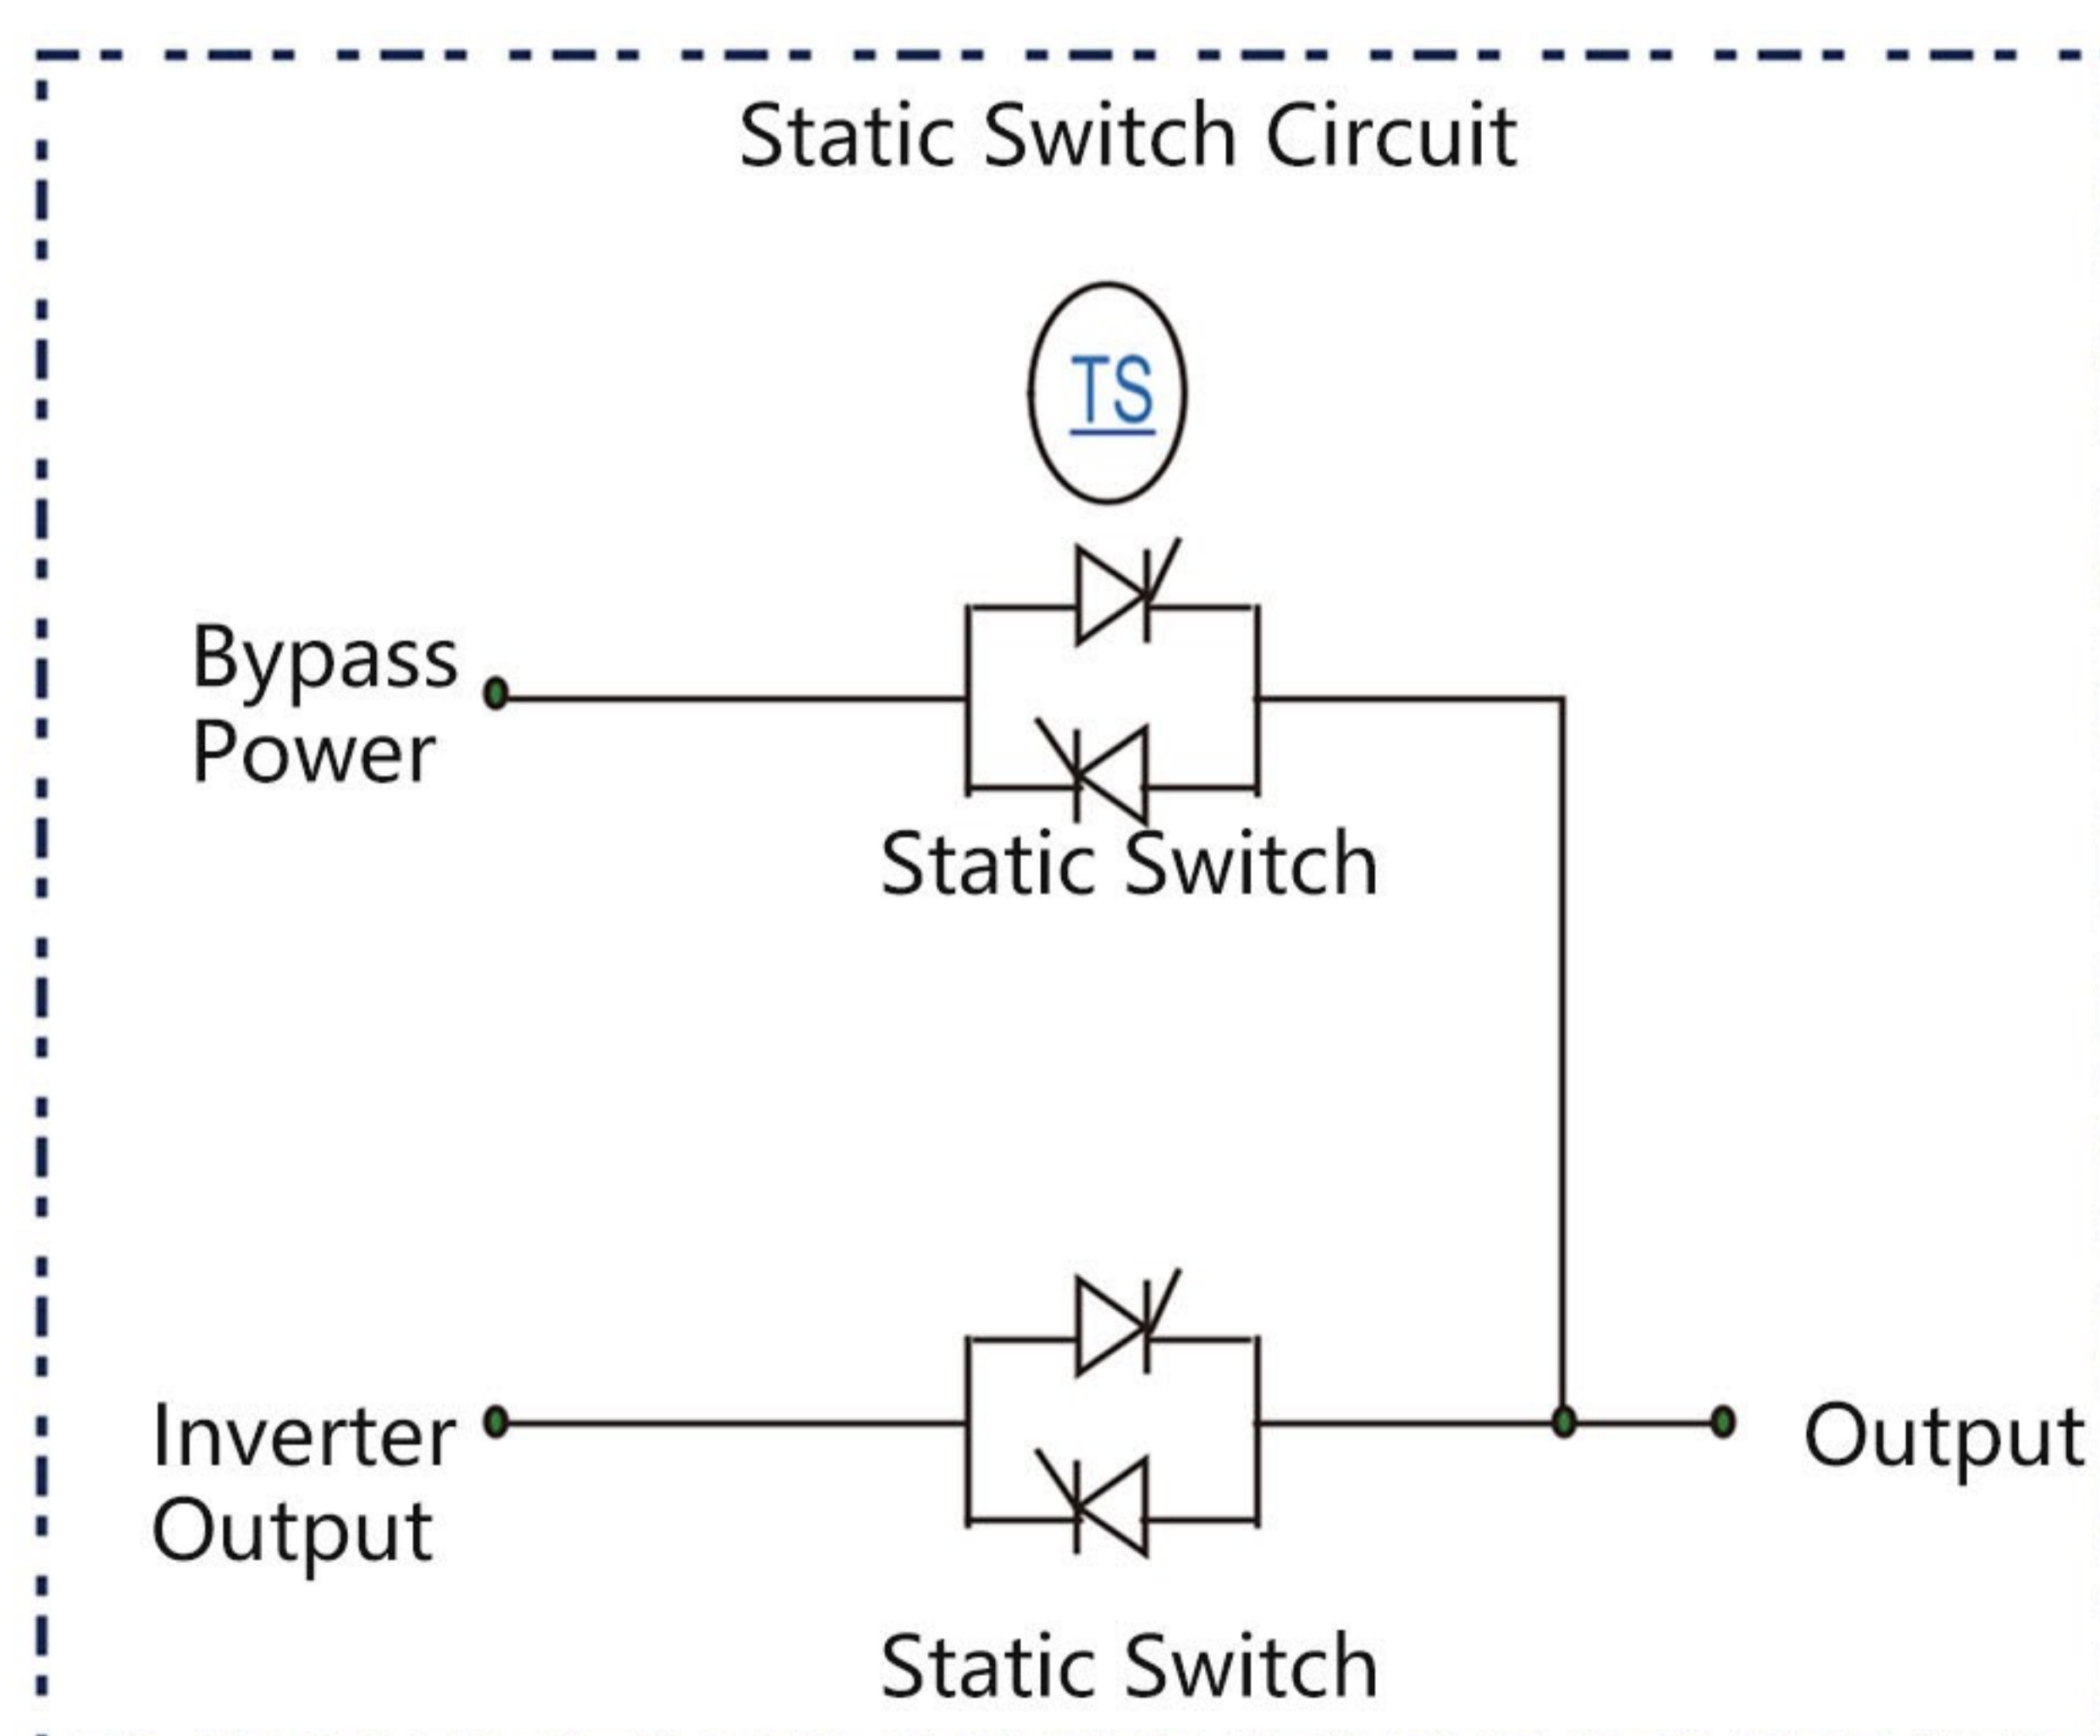 Static Switch Circuit
TS
Bypass
Power
Static Switch
Inverter
Output
Output
Static Switch